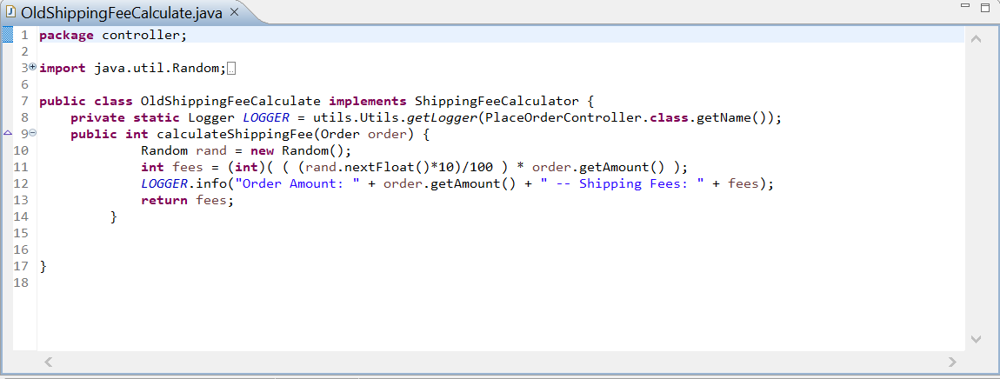 OldShippingFeeCalculate.java
1 package controller;
2
3 import java.util.Random;
6
7 public class OldShippingFeeCalculate implements ShippingFeeCalculator {
8     private static Logger LOGGER = utils.Utils.getLogger(PlaceOrderController.class.getName());
9     public int calculateShippingFee(Order order) {
10             Random rand = new Random();
11             int fees = (int)( ( (rand.nextFloat()*10)/100 ) * order.getAmount() );
12             LOGGER.info("Order Amount: " + order.getAmount() + " -- Shipping Fees: " + fees);
13             return fees;
14         }
15
16
17 }
18